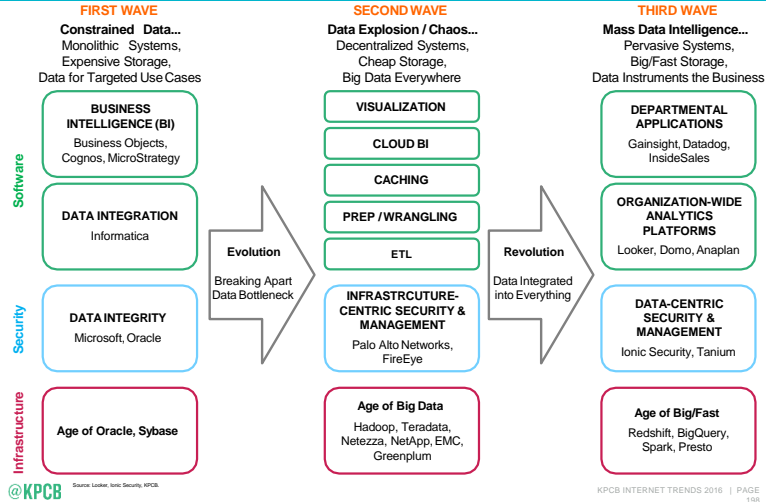 FIRST WAVE
Constrained Data...
Monolithic Systems,
Expensive Storage,
Data for Targeted Use Cases
SECOND WAVE
Data Explosion / Chaos...
Decentralized Systems,
Cheap Storage,
Big Data Everywhere
THIRD WAVE
Mass Data Intelligence...
Pervasive Systems,
Big/Fast Storage,
Data Instruments the Business
Software
BUSINESS
INTELLIGENCE (BI)
Business Objects,
Cognos, MicroStrategy
DATA INTEGRATION
Informatica
Evolution
Breaking Apart
Data Bottleneck
VISUALIZATION
CLOUD BI
CACHING
PREP / WRANGLING
ETL
Revolution
Data Integrated
into Everything
DEPARTMENTAL
APPLICATIONS
Gainsight, Datadog,
InsideSales
ORGANIZATION-WIDE
ANALYTICS
PLATFORMS
Looker, Domo, Anaplan
Security
DATA INTEGRITY
Microsoft, Oracle
INFRASTRCUTURE-
CENTRIC SECURITY &
MANAGEMENT
Palo Alto Networks,
FireEye
DATA-CENTRIC
SECURITY &
MANAGEMENT
Ionic Security, Tanium
Infrastructure
Age of Oracle, Sybase
Age of Big Data
Hadoop, Teradata,
Netezza, NetApp, EMC,
Greenplum
Age of Big/Fast
Redshift, BigQuery,
Spark, Presto
@KPCB
Source: Looker, Ionic Security, KPCB.
KPCB INTERNET TRENDS 2016 | PAGE
198